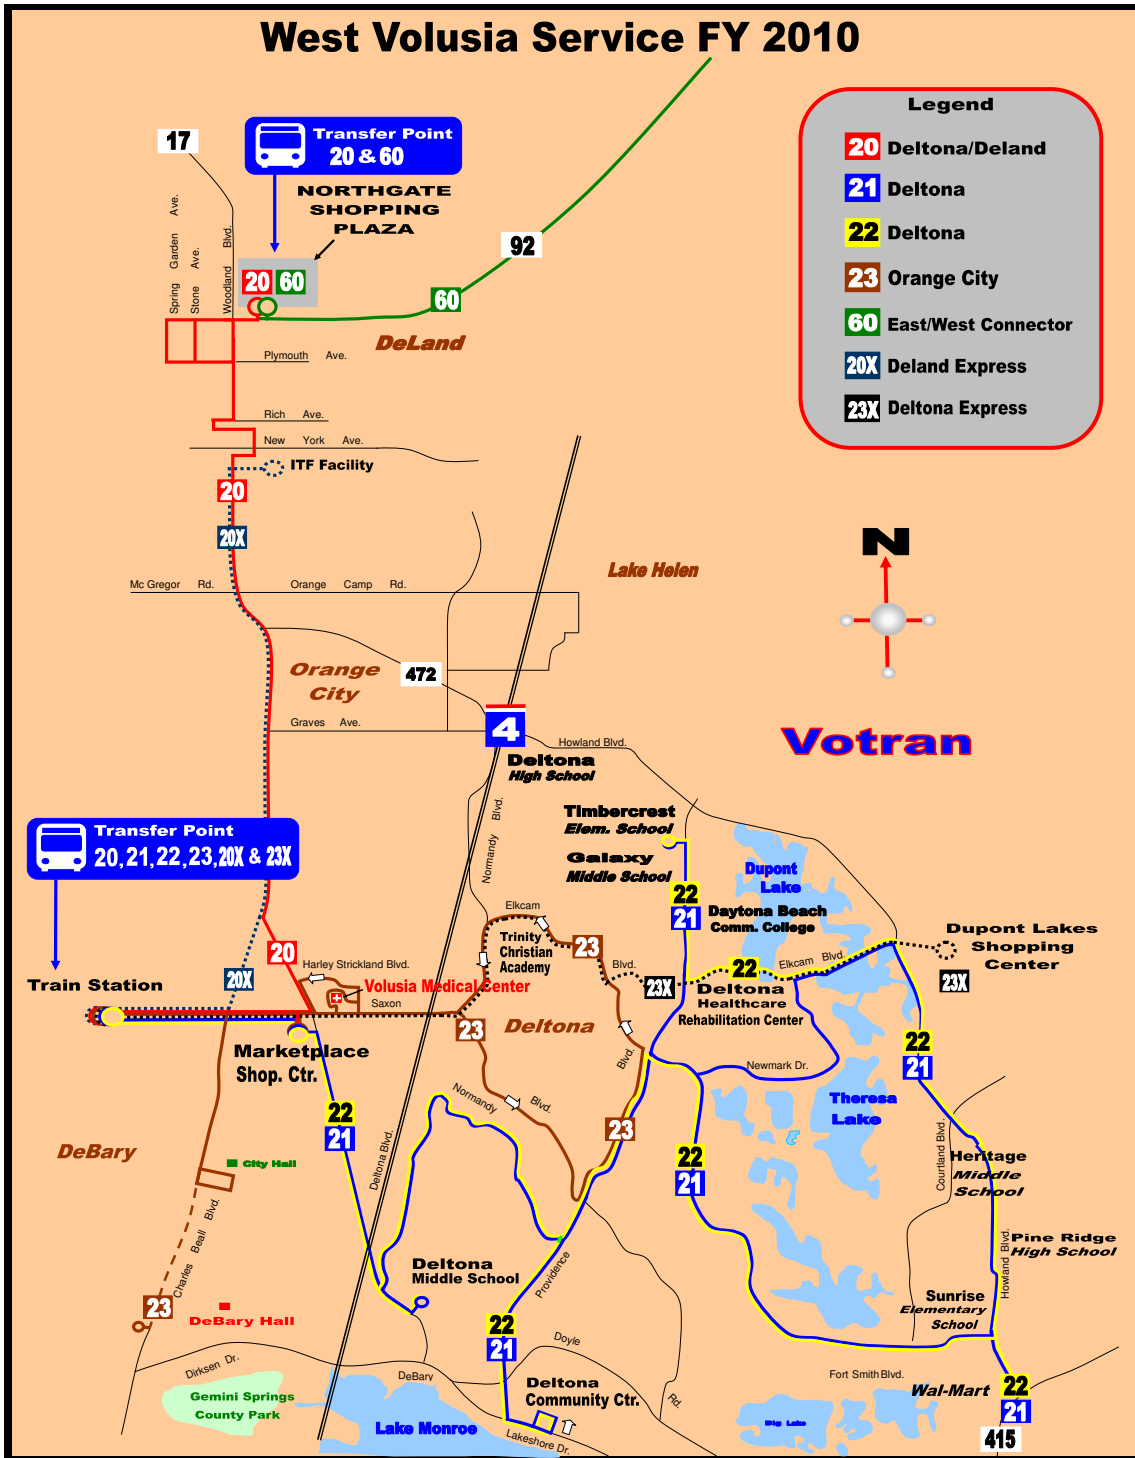 West Volusia Service FY 2010
Legend
20 Deltona/Deland
21 Deltona
22 Deltona
23 Orange City
60 East/West Connector
20X Deland Express
23X Deltona Express
17
Transfer Point
20 & 60
NORTHGATE
SHOPPING
PLAZA
Spring Garden Ave.
Stone Ave.
Woodland Blvd.
20 60
92
60
DeLand
Plymouth Ave.
Rich Ave.
New York Ave.
ITF Facility
20
20X
N
Lake Helen
Mc Gregor Rd.
Orange Camp Rd.
Orange
City
472
Graves Ave.
4
Howland Blvd.
Votran
Deltona
High School
Normandy Blvd.
Timbercrest
Elem. School
Galaxy
Middle School
Transfer Point
20, 21, 22, 23, 20X & 23X
Dupont
Lake
22
21
Daytona Beach
Comm. College
Elkcam
Trinity
Christian
Academy
23
Blvd.
23X
22
Elkcam Blvd.
Dupont Lakes
Shopping
Center
23X
20
Harley Strickland Blvd.
20X
Volusia Medical Center
Saxon
Train Station
Deltona
Healthcare
Rehabilitation Center
23
Deltona
Marketplace
Shop. Ctr.
Blvd.
Newmark Dr.
22
21
Theresa
Lake
Normandy Blvd.
22
21
23
22
21
DeBary
City Hall
Deltona Blvd.
Courtland Blvd.
Heritage
Middle
School
Charles Beall Blvd.
Pine Ridge
High School
Howland Blvd.
Deltona
Middle School
Providence
23
DeBary Hall
Sunrise
Elementary
School
22
21
Doyle
Rd.
Dirksen Dr.
DeBary
Fort Smith Blvd.
Gemini Springs
County Park
Deltona
Community Ctr.
Wal-Mart
22
21
Lake Monroe
Lakeshore Dr.
Big Lake
415